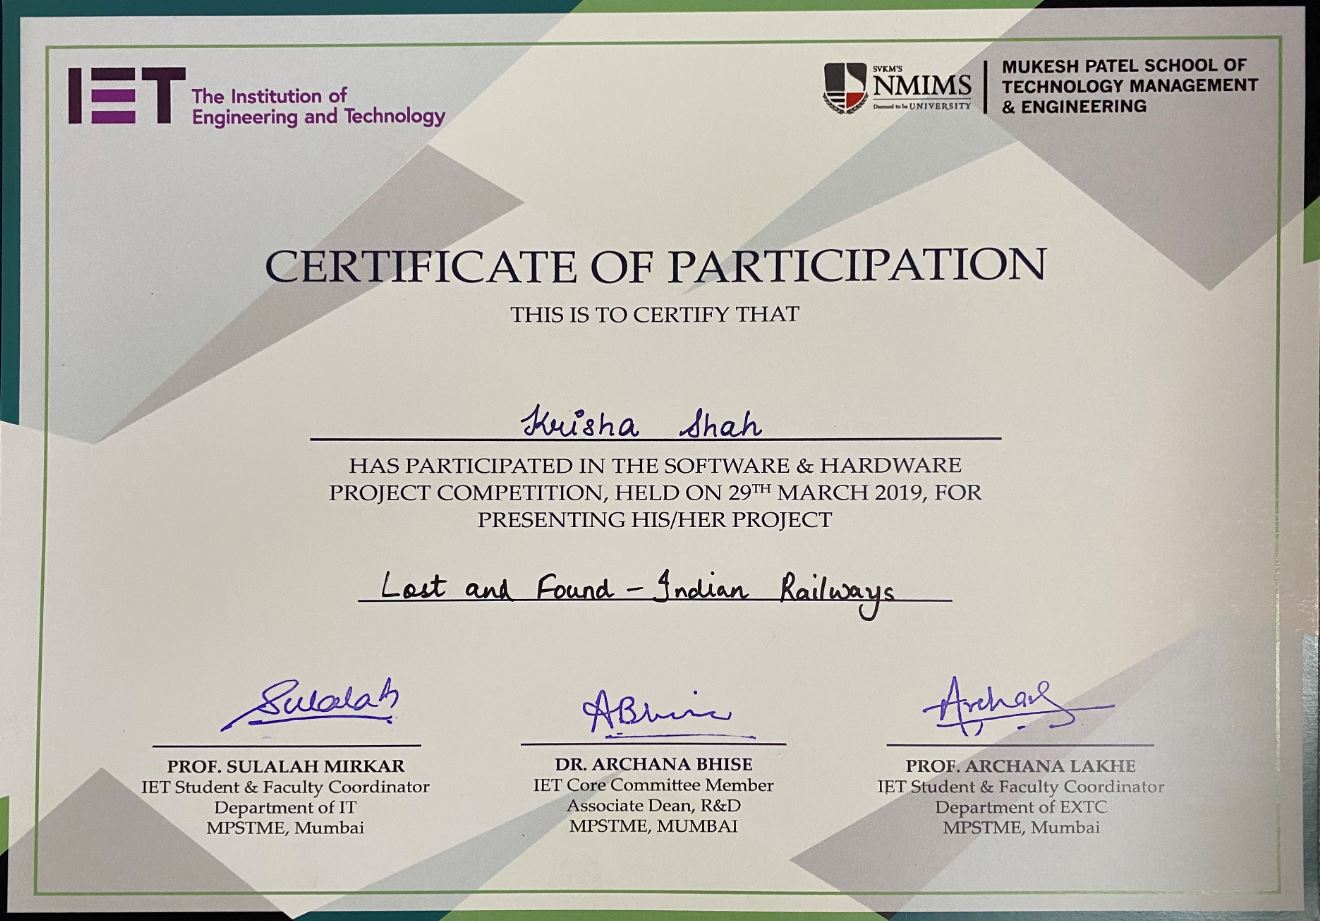 IET The Institution of
Engineering and Technology
SVKM'S
NMIMS
Deemed to be UNIVERSITY
MUKESH PATEL SCHOOL OF
TECHNOLOGY MANAGEMENT
& ENGINEERING
CERTIFICATE OF PARTICIPATION
THIS IS TO CERTIFY THAT
Krisha Shah
HAS PARTICIPATED IN THE SOFTWARE & HARDWARE
PROJECT COMPETITION, HELD ON 29TH MARCH 2019, FOR
PRESENTING HIS/HER PROJECT
Lost and Found - Indian Railways
Sulalah
ABhise
Archana
PROF. SULALAH MIRKAR
IET Student & Faculty Coordinator
Department of IT
MPSTME, Mumbai
DR. ARCHANA BHISE
IET Core Committee Member
Associate Dean, R&D
MPSTME, MUMBAI
PROF. ARCHANA LAKHE
IET Student & Faculty Coordinator
Department of EXTC
MPSTME, Mumbai